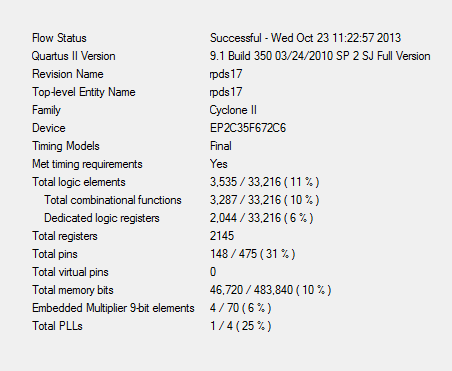 Flow Status Successful - Wed Oct 23 11:22:57 2013
Quartus II Version 9.1 Build 350 03/24/2010 SP 2 SJ Full Version
Revision Name rpds17
Top-level Entity Name rpds17
Family Cyclone II
Device EP2C35F672C6
Timing Models Final
Met timing requirements Yes
Total logic elements 3,535 / 33,216 ( 11 % )
Total combinational functions 3,287 / 33,216 ( 10 % )
Dedicated logic registers 2,044 / 33,216 ( 6 % )
Total registers 2145
Total pins 148 / 475 ( 31 % )
Total virtual pins 0
Total memory bits 46,720 / 483,840 ( 10 % )
Embedded Multiplier 9-bit elements 4 / 70 ( 6 % )
Total PLLs 1 / 4 ( 25 % )